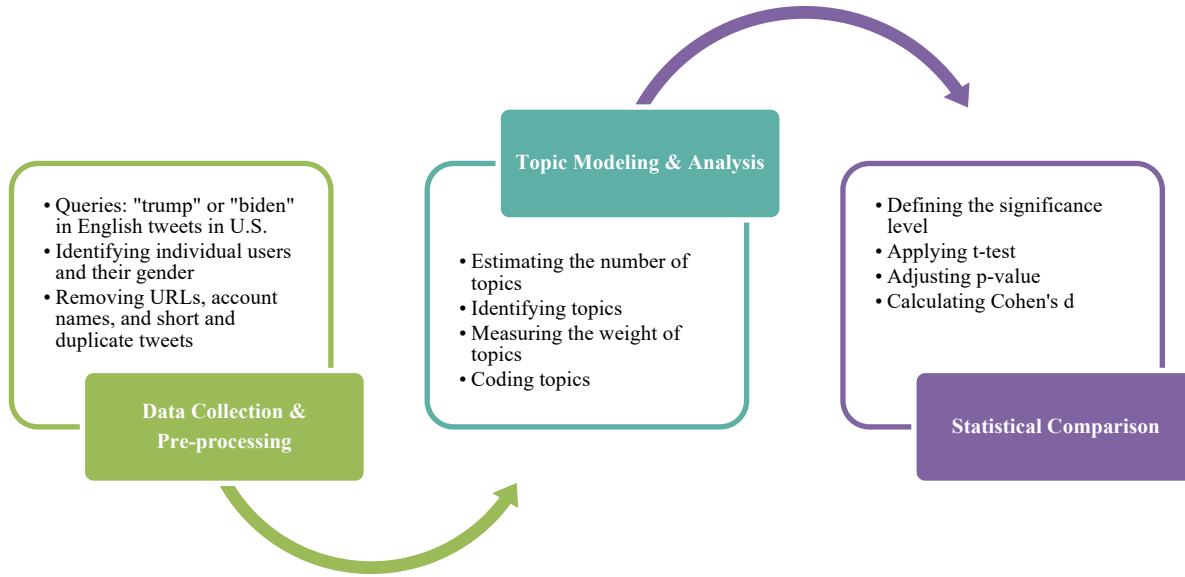 • Queries: "trump" or "biden"
in English tweets in U.S.
• Identifying individual users
and their gender
• Removing URLs, account
names, and short and
duplicate tweets
Data Collection &
Pre-processing
Topic Modeling & Analysis
• Estimating the number of
topics
• Identifying topics
• Measuring the weight of
topics
• Coding topics
• Defining the significance
level
• Applying t-test
• Adjusting p-value
• Calculating Cohen's d
Statistical Comparison